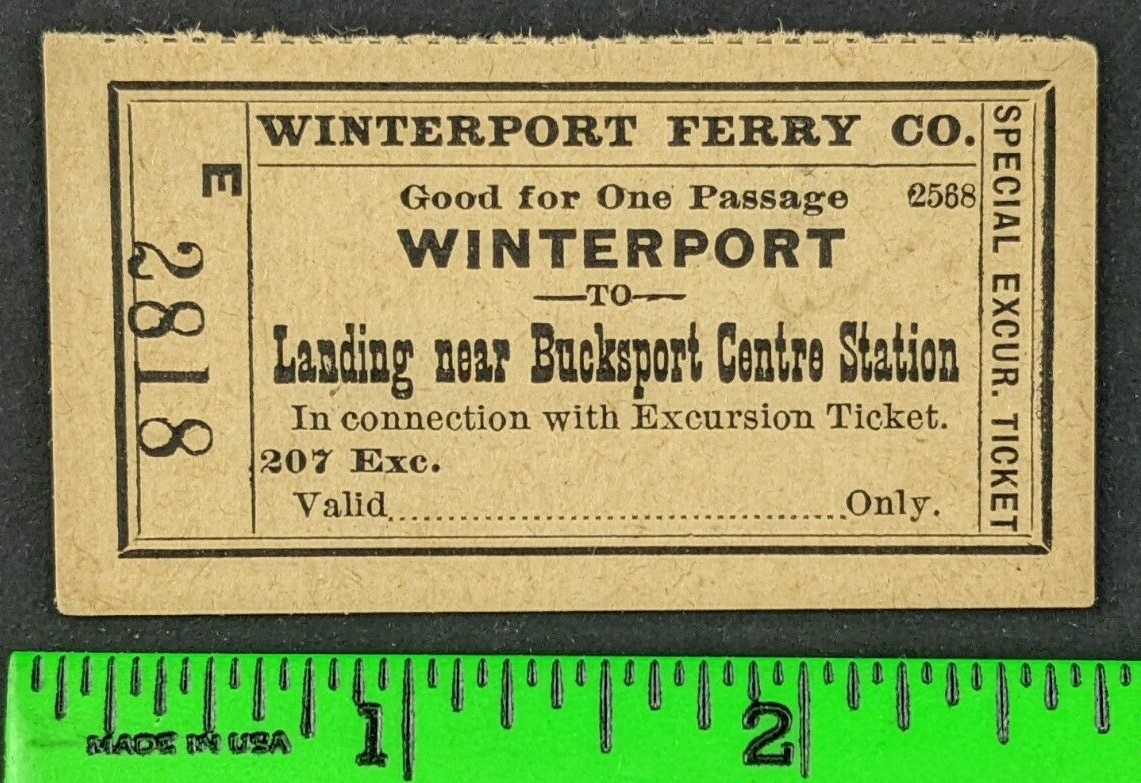 WINTERPORT FERRY CO.
Good for One Passage 2568
WINTERPORT
—TO—
Landing near Bucksport Centre Station
In connection with Excursion Ticket.
207 Exc.
Valid........................................Only.
E 2818
SPECIAL EXCUR. TICKET
1 2
MADE IN USA